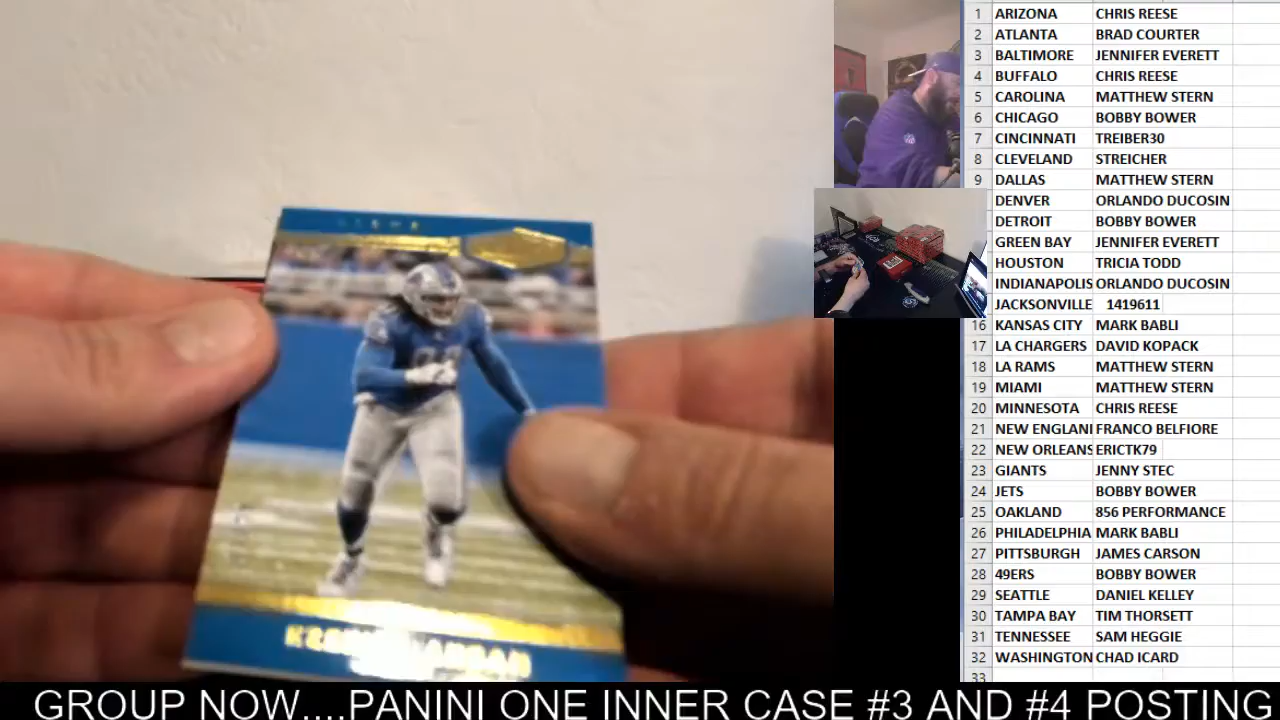 1 ARIZONA CHRIS REESE
2 ATLANTA BRAD COURTER
3 BALTIMORE JENNIFER EVERETT
4 BUFFALO CHRIS REESE
5 CAROLINA MATTHEW STERN
6 CHICAGO BOBBY BOWER
7 CINCINNATI TREIBER30
8 CLEVELAND STREICHER
9 DALLAS MATTHEW STERN
DENVER ORLANDO DUCOSIN
DETROIT BOBBY BOWER
GREEN BAY JENNIFER EVERETT
HOUSTON TRICIA TODD
INDIANAPOLIS ORLANDO DUCOSIN
JACKSONVILLE 1419611
16 KANSAS CITY MARK BABLI
17 LA CHARGERS DAVID KOPACK
18 LA RAMS MATTHEW STERN
19 MIAMI MATTHEW STERN
20 MINNESOTA CHRIS REESE
21 NEW ENGLAN FRANCO BELFIORE
22 NEW ORLEANS ERICTK79
23 GIANTS JENNY STEC
24 JETS BOBBY BOWER
25 OAKLAND 856 PERFORMANCE
26 PHILADELPHIA MARK BABLI
27 PITTSBURGH JAMES CARSON
28 49ERS BOBBY BOWER
29 SEATTLE DANIEL KELLEY
30 TAMPA BAY TIM THORSETT
31 TENNESSEE SAM HEGGIE
32 WASHINGTON CHAD ICARD
33
GROUP NOW....PANINI ONE INNER CASE #3 AND #4 POSTING